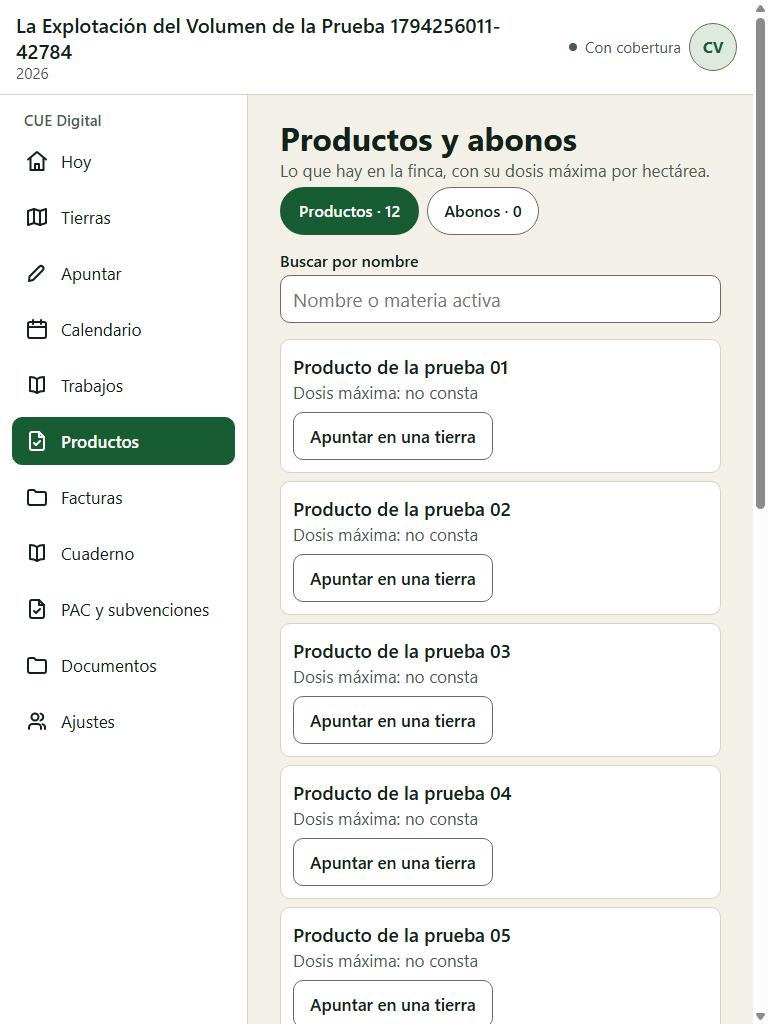 La Explotación del Volumen de la Prueba 1794256011-
42784
2026
Con cobertura
CV
CUE Digital
Hoy
Tierras
Apuntar
Calendario
Trabajos
Productos
Facturas
Cuaderno
PAC y subvenciones
Documentos
Ajustes
Productos y abonos
Lo que hay en la finca, con su dosis máxima por hectárea.
Productos · 12
Abonos · 0
Buscar por nombre
Nombre o materia activa
Producto de la prueba 01
Dosis máxima: no consta
Apuntar en una tierra
Producto de la prueba 02
Dosis máxima: no consta
Apuntar en una tierra
Producto de la prueba 03
Dosis máxima: no consta
Apuntar en una tierra
Producto de la prueba 04
Dosis máxima: no consta
Apuntar en una tierra
Producto de la prueba 05
Dosis máxima: no consta
Apuntar en una tierra